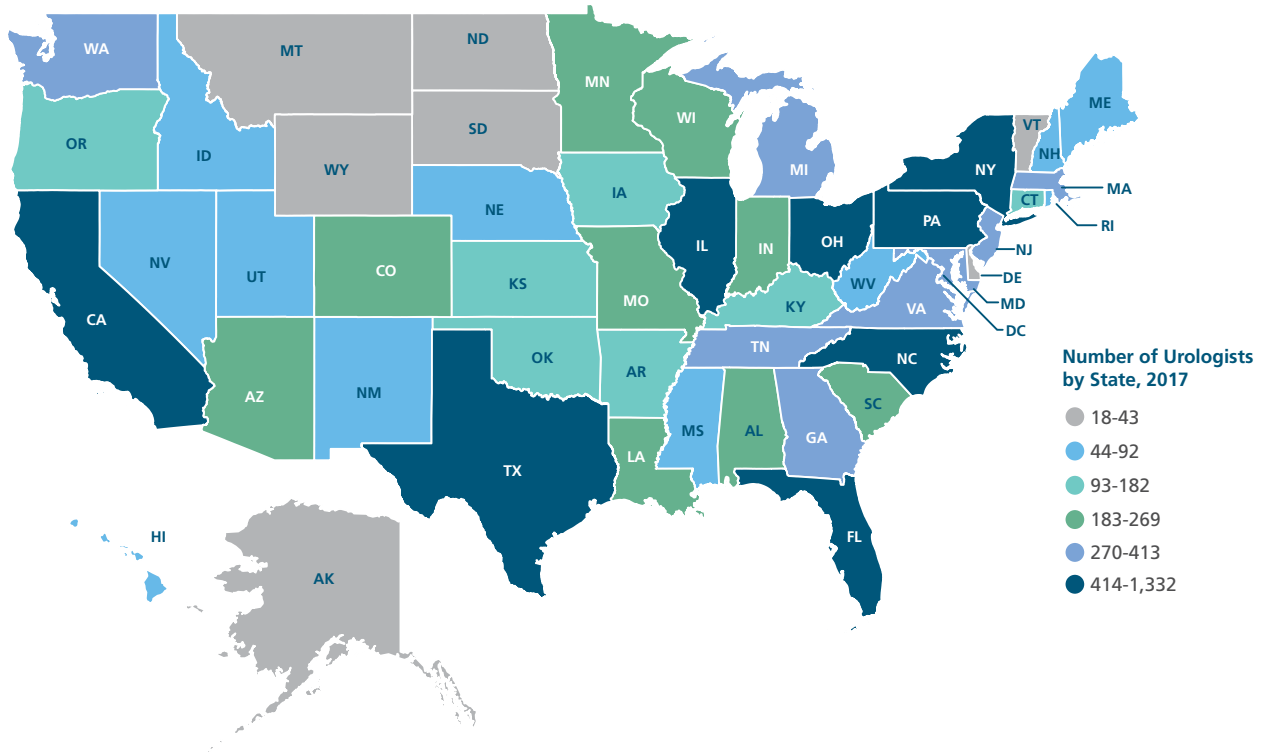 WA
MT
ND
MN
OR
ID
WY
SD
WI
MI
VT
NH
ME
NY
MA
NV
UT
CO
NE
IA
IL
IN
OH
PA
CT
RI
NJ
DE
MD
DC
CA
KS
MO
KY
WV
VA
AZ
NM
OK
AR
TN
NC
TX
LA
MS
AL
GA
SC
FL
HI
AK
Number of Urologists
by State, 2017
18-43
44-92
93-182
183-269
270-413
414-1,332